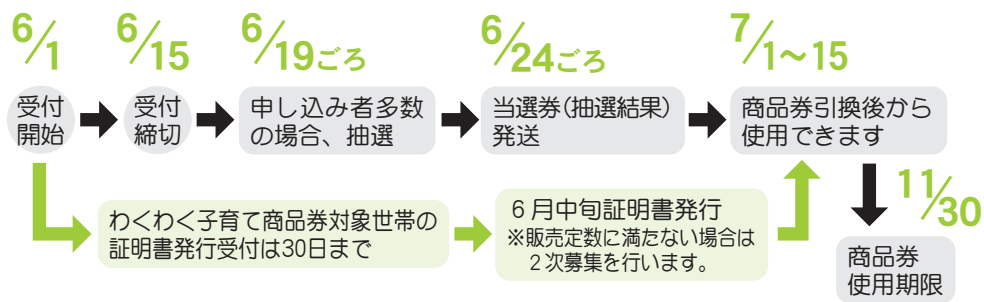 6/1
受付
開始
6/15
受付
締切
6/19ごろ
申し込み者多数
の場合、抽選
6/24ごろ
当選券(抽選結果)
発送
7/1～15
商品券引換後から
使用できます
わくわく子育て商品券対象世帯の
証明書発行受付は30日まで
6月中旬証明書発行
※販売定数に満たない場合は
2次募集を行います。
11/30
商品券
使用期限